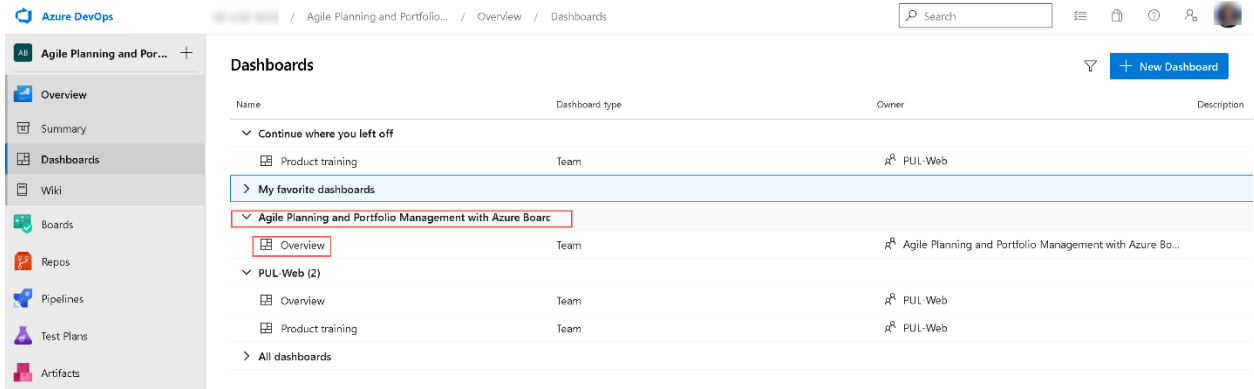 Azure DevOps
/ Agile Planning and Portfolio... / Overview / Dashboards
Search
AB Agile Planning and Por...
Overview
Summary
Dashboards
Wiki
Boards
Repos
Pipelines
Test Plans
Artifacts
Dashboards
New Dashboard
Name Dashboard type Owner Description
Continue where you left off
Product training Team PUL-Web
My favorite dashboards
Agile Planning and Portfolio Management with Azure Boarc
Overview Team Agile Planning and Portfolio Management with Azure Bo...
PUL-Web (2)
Overview Team PUL-Web
Product training Team PUL-Web
All dashboards